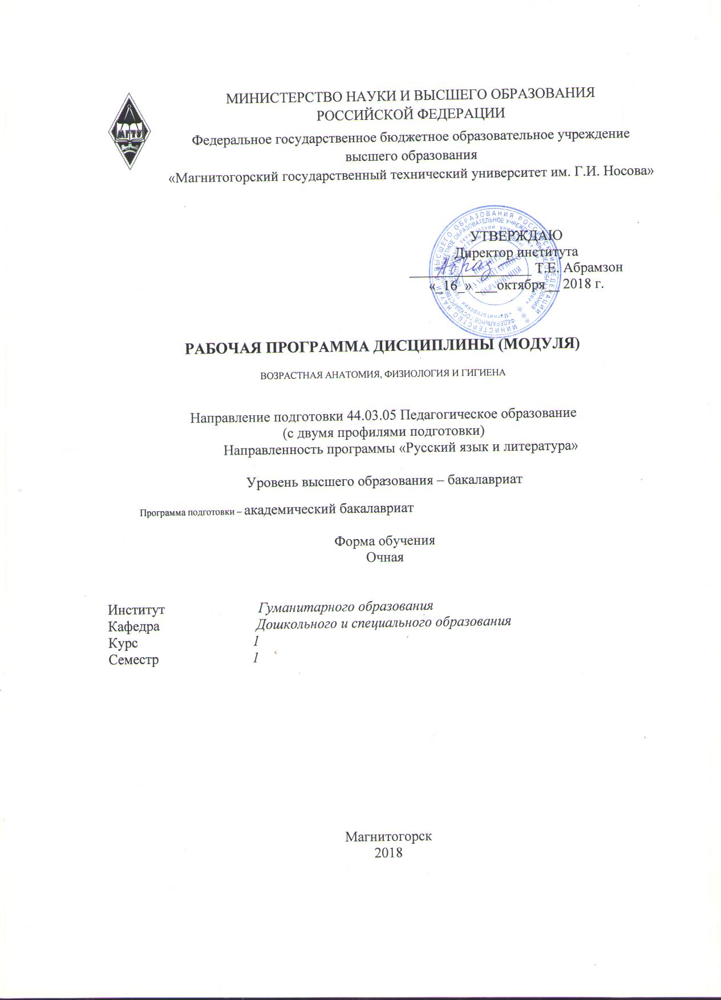 МИНИСТЕРСТВО НАУКИ И ВЫСШЕГО ОБРАЗОВАНИЯ
РОССИЙСКОЙ ФЕДЕРАЦИИ
Федеральное государственное бюджетное образовательное учреждение
высшего образования
«Магнитогорский государственный технический университет им. Г.И. Носова»
МГТУ
УТВЕРЖДАЮ
Директор института
Т.Е. Абрамзон
«_16_» ___октября__ 2018 г.
РАБОЧАЯ ПРОГРАММА ДИСЦИПЛИНЫ (МОДУЛЯ)
ВОЗРАСТНАЯ АНАТОМИЯ, ФИЗИОЛОГИЯ И ГИГИЕНА
Направление подготовки 44.03.05 Педагогическое образование
(с двумя профилями подготовки)
Направленность программы «Русский язык и литература»
Уровень высшего образования – бакалавриат
Программа подготовки – академический бакалавриат
Форма обучения
Очная
Институт Гуманитарного образования
Кафедра Дошкольного и специального образования
Курс 1
Семестр 1
Магнитогорск
2018